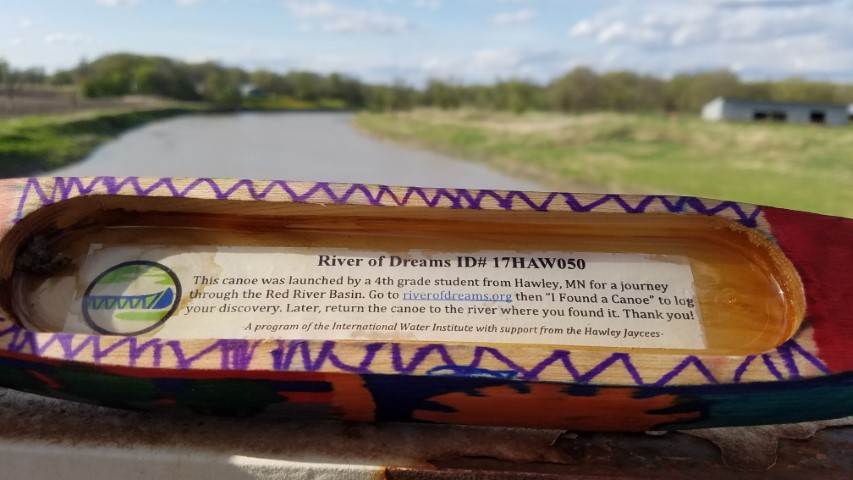 River of Dreams ID# 17HAW050
This canoe was launched by a 4th grade student from Hawley, MN for a journey
through the Red River Basin. Go to riverofdreams.org then "I Found a Canoe" to log
your discovery. Later, return the canoe to the river where you found it. Thank you!
-A program of the International Water Institute with support from the Hawley Jaycees-